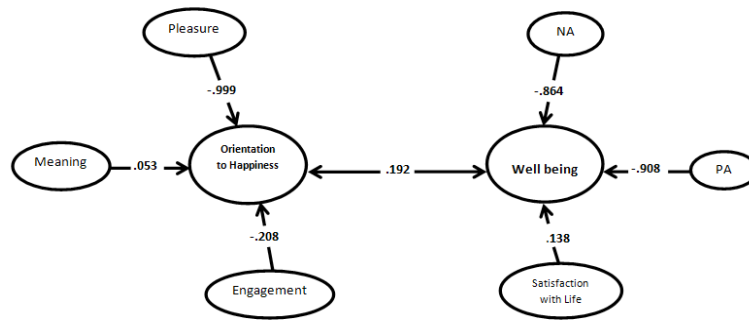 Pleasure
NA
-.999
-.864
Orientation
to Happiness
Meaning
.053
.192
Well being
-.908
PA
-.208
.138
Engagement
Satisfaction
with Life